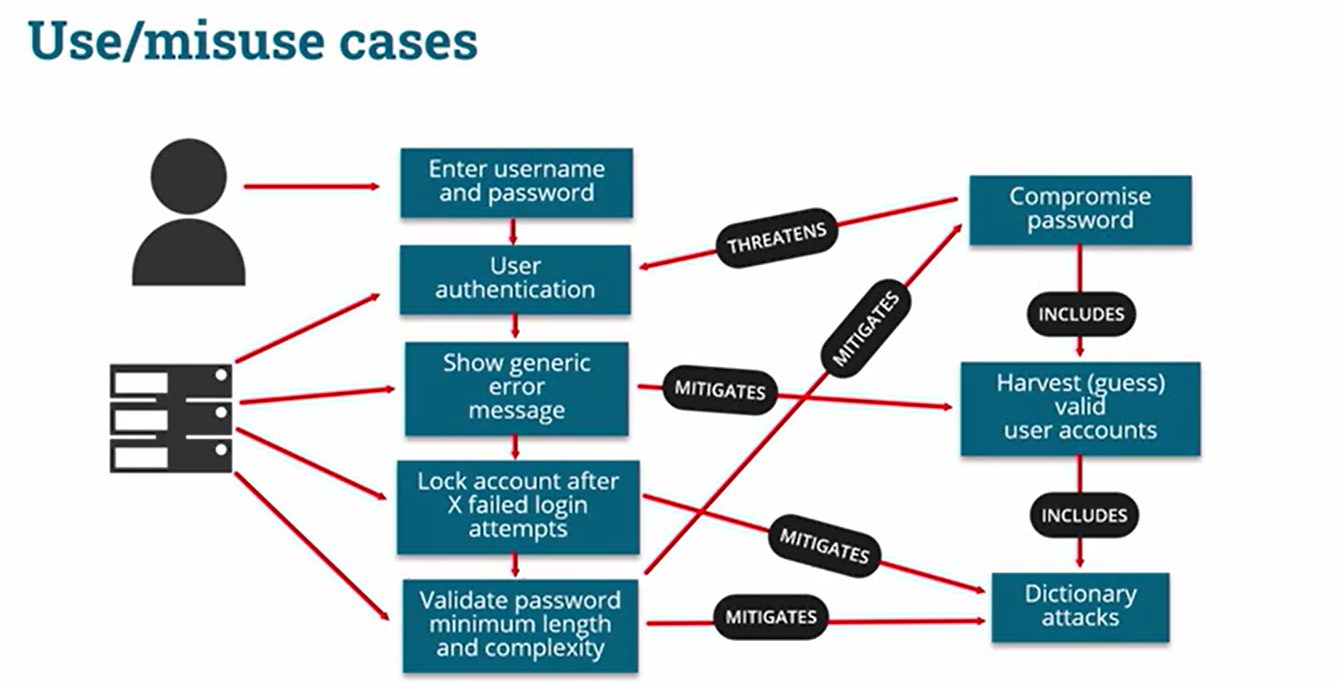 Use/misuse cases
Enter username
and password
User
authentication
Show generic
error
message
Lock account after
X failed login
attempts
Validate password
minimum length
and complexity
THREATENS
MITIGATES
MITIGATES
MITIGATES
MITIGATES
Compromise
password
INCLUDES
Harvest (guess)
valid
user accounts
INCLUDES
Dictionary
attacks